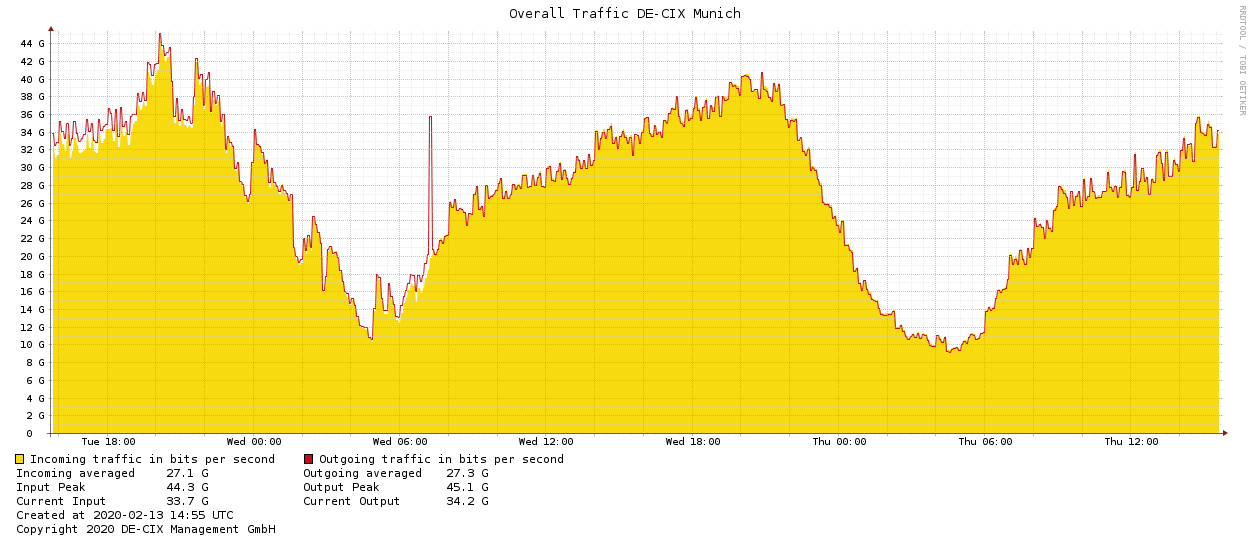 Overall Traffic DE-CIX Munich
RRDTOOL / TOBI OETIKER
44 G
42 G
40 G
38 G
36 G
34 G
32 G
30 G
28 G
26 G
24 G
22 G
20 G
18 G
16 G
14 G
12 G
10 G
8 G
6 G
4 G
2 G
0
Tue 18:00 Wed 00:00 Wed 06:00 Wed 12:00 Wed 18:00 Thu 00:00 Thu 06:00 Thu 12:00
Incoming traffic in bits per second Outgoing traffic in bits per second
Incoming averaged 27.1 G Outgoing averaged 27.3 G
Input Peak 44.3 G Output Peak 45.1 G
Current Input 33.7 G Current Output 34.2 G
Created at 2020-02-13 14:55 UTC
Copyright 2020 DE-CIX Management GmbH